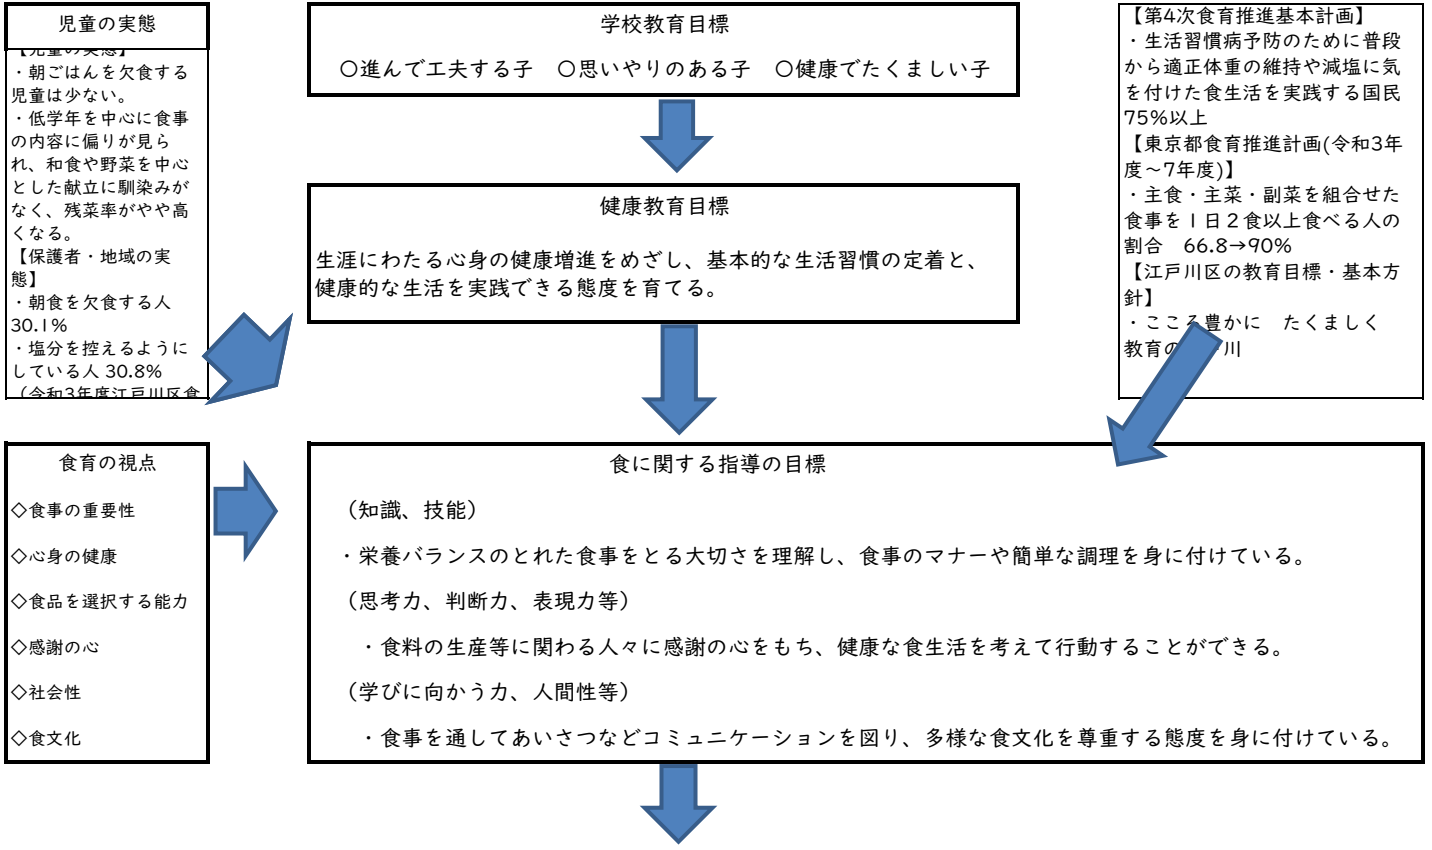 児童の実態
【児童の実態】
・朝ごはんを欠食する
児童は少ない。
・低学年を中心に食事
の内容に偏りが見ら
れ、和食や野菜を中心
とした献立に馴染みが
なく、残菜率がやや高
くなる。
【保護者・地域の実
態】
・朝食を欠食する人
30.1%
・塩分を控えるように
している人 30.8%
（令和3年度江戸川区食
学校教育目標
〇進んで工夫する子　〇思いやりのある子　〇健康でたくましい子
健康教育目標
生涯にわたる心身の健康増進をめざし、基本的な生活習慣の定着と、
健康的な生活を実践できる態度を育てる。
【第4次食育推進基本計画】
・生活習慣病予防のために普段
から適正体重の維持や減塩に気
を付けた食生活を実践する国民
75%以上
【東京都食育推進計画(令和3年
度～7年度)】
・主食・主菜・副菜を組合せた
食事を１日２食以上食べる人の
割合　66.8→90%
【江戸川区の教育目標・基本方
針】
・こころ豊かに　たくましく
教育の 川
食育の視点
◇食事の重要性
◇心身の健康
◇食品を選択する能力
◇感謝の心
◇社会性
◇食文化
食に関する指導の目標
（知識、技能）
・栄養バランスのとれた食事をとる大切さを理解し、食事のマナーや簡単な調理を身に付けている。
（思考力、判断力、表現力等）
・食料の生産等に関わる人々に感謝の心をもち、健康な食生活を考えて行動することができる。
（学びに向かう力、人間性等）
・食事を通してあいさつなどコミュニケーションを図り、多様な食文化を尊重する態度を身に付けている。